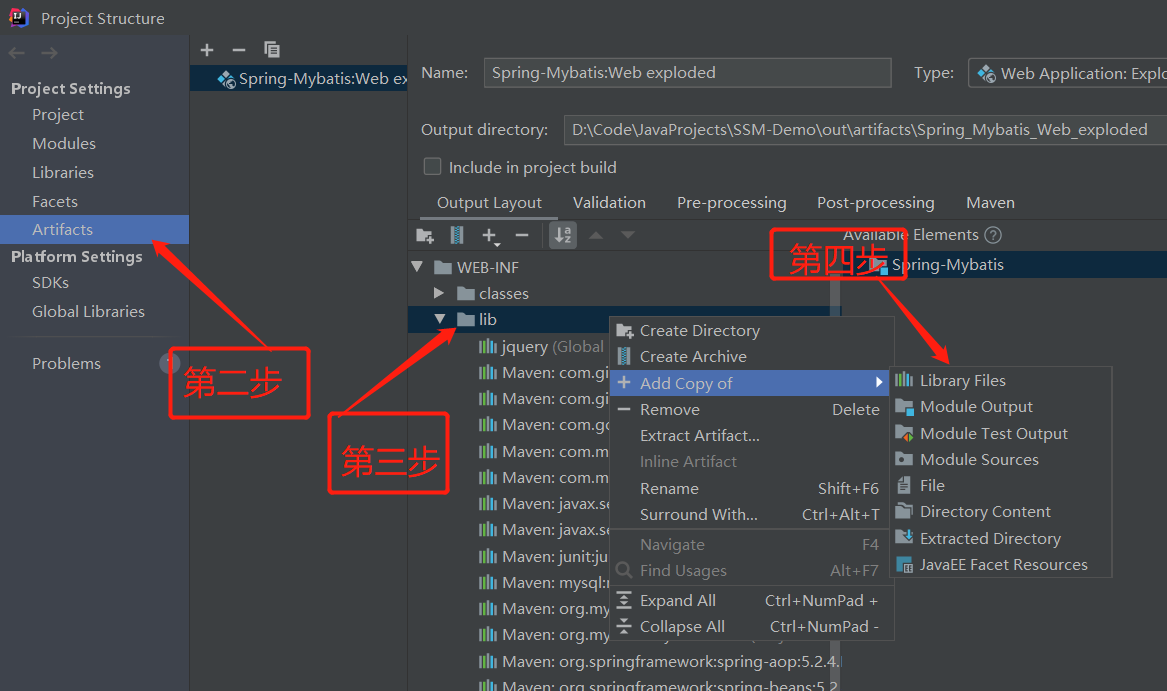 Project Structure
Project Settings
Project
Modules
Libraries
Facets
Artifacts
Platform Settings
SDKs
Global Libraries
Problems
第二步
Spring-Mybatis:Web ex
Name:
Spring-Mybatis:Web exploded
Type:
Web Application: Explo
Output directory:
D:\Code\JavaProjects\SSM-Demo\out\artifacts\Spring_Mybatis_Web_exploded
Include in project build
Output Layout
Validation
Pre-processing
Post-processing
Maven
Available Elements
第四步
Spring-Mybatis
WEB-INF
classes
lib
第三步
jquery (Global
Maven: com.gi
Maven: com.gi
Maven: com.go
Maven: com.m
Maven: com.m
Maven: javax.se
Maven: javax.se
Maven: junit:ju
Maven: mysql:
Maven: org.my
Maven: org.my
Maven: org.springframework:spring-aop:5.2.4.
Maven: org.springframework:spring-beans:5.2
Create Directory
Create Archive
Add Copy of
Remove Delete
Extract Artifact...
Inline Artifact
Rename Shift+F6
Surround With... Ctrl+Alt+T
Navigate F4
Find Usages Alt+F7
Expand All Ctrl+NumPad +
Collapse All Ctrl+NumPad -
Library Files
Module Output
Module Test Output
Module Sources
File
Directory Content
Extracted Directory
JavaEE Facet Resources